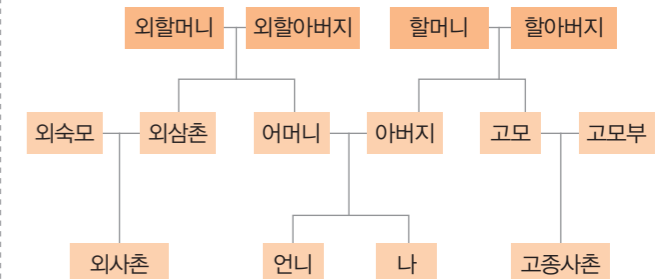 외할머니 외할아버지 할머니 할아버지
외숙모 외삼촌 어머니 아버지 고모 고모부
외사촌 언니 나 고종사촌